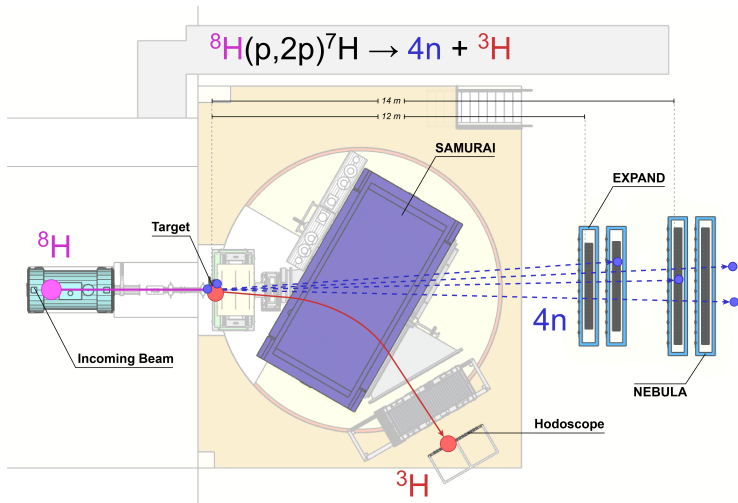 ⁸H(p,2p)⁷H → 4n + ³H
14 m
12 m
SAMURAI
EXPAND
Target
⁸H
4n
Incoming Beam
NEBULA
Hodoscope
³H